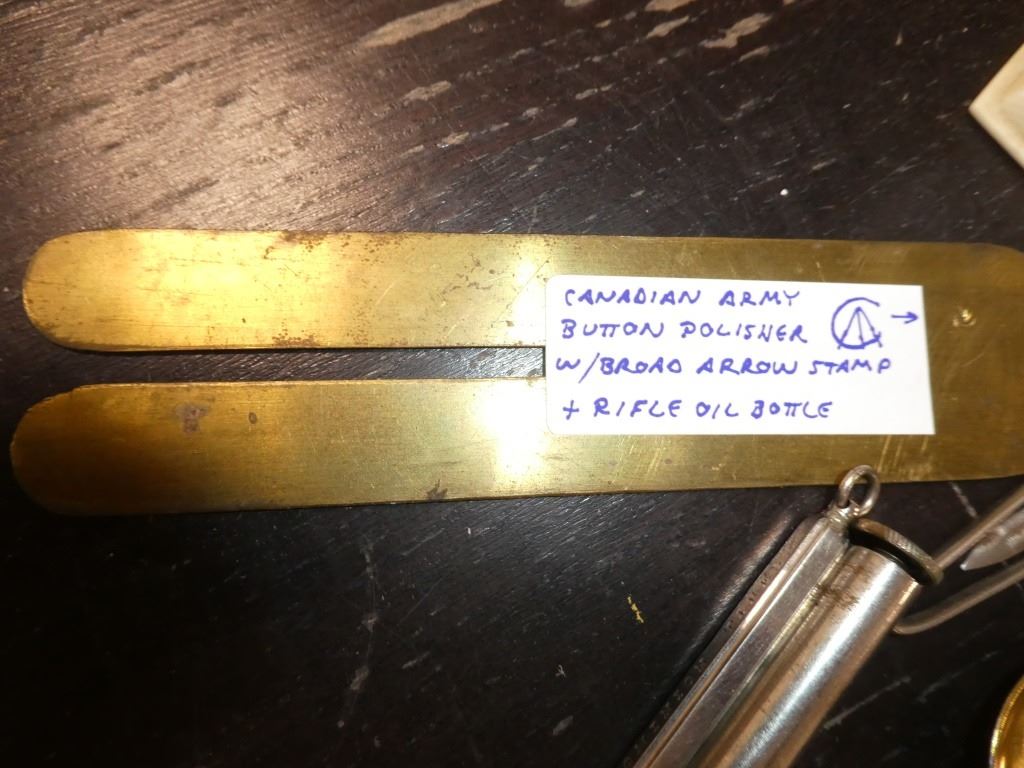 CANADIAN ARMY
BUTTON POLISHER
W/BROAD ARROW STAMP
+ RIFLE OIL BOTTLE